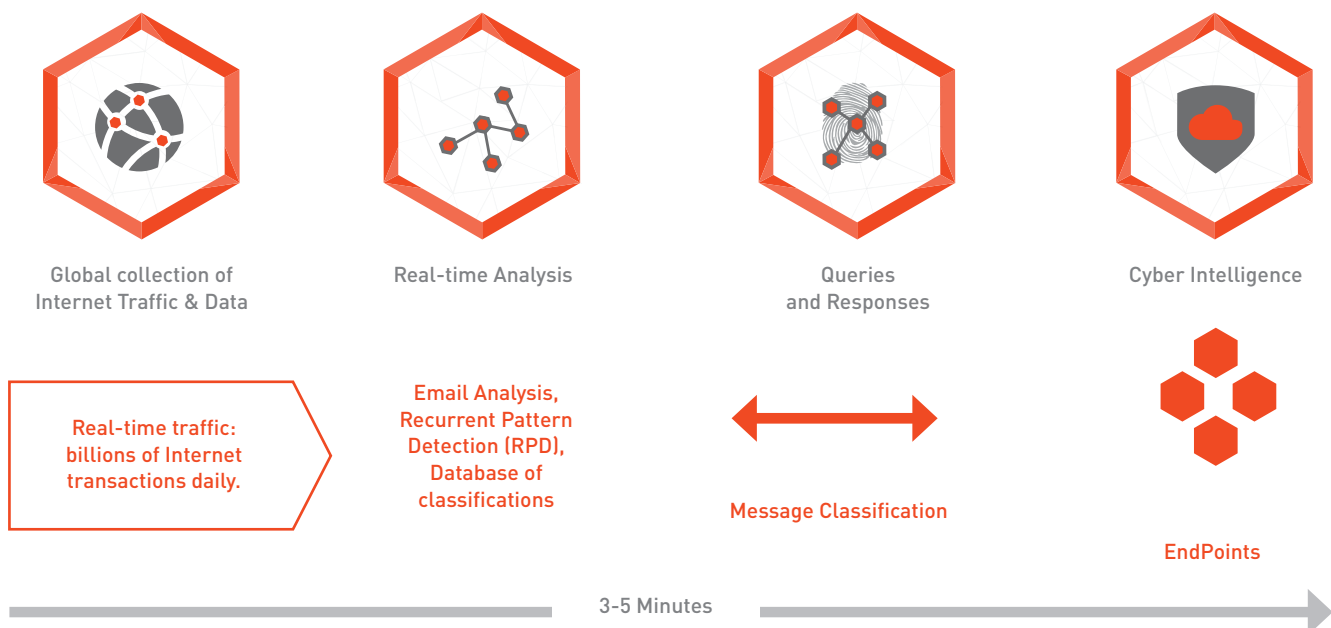 Global collection of
Internet Traffic & Data
Real-time Analysis
Queries
and Responses
Cyber Intelligence
Real-time traffic:
billions of Internet
transactions daily.
Email Analysis,
Recurrent Pattern
Detection (RPD),
Database of
classifications
Message Classification
EndPoints
3-5 Minutes